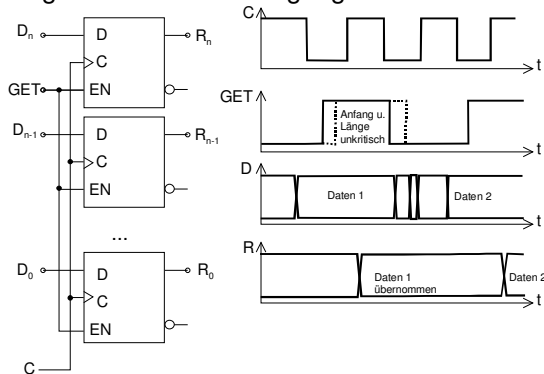 Dn
D
Rn
C
GET
EN
Dn-1
D
Rn-1
C
EN
...
D0
D
R0
C
EN
C
C
t
GET
Anfang u.
Länge
unkritisch
t
D
Daten 1
Daten 2
t
R
Daten 1
übernommen
Daten 2
t